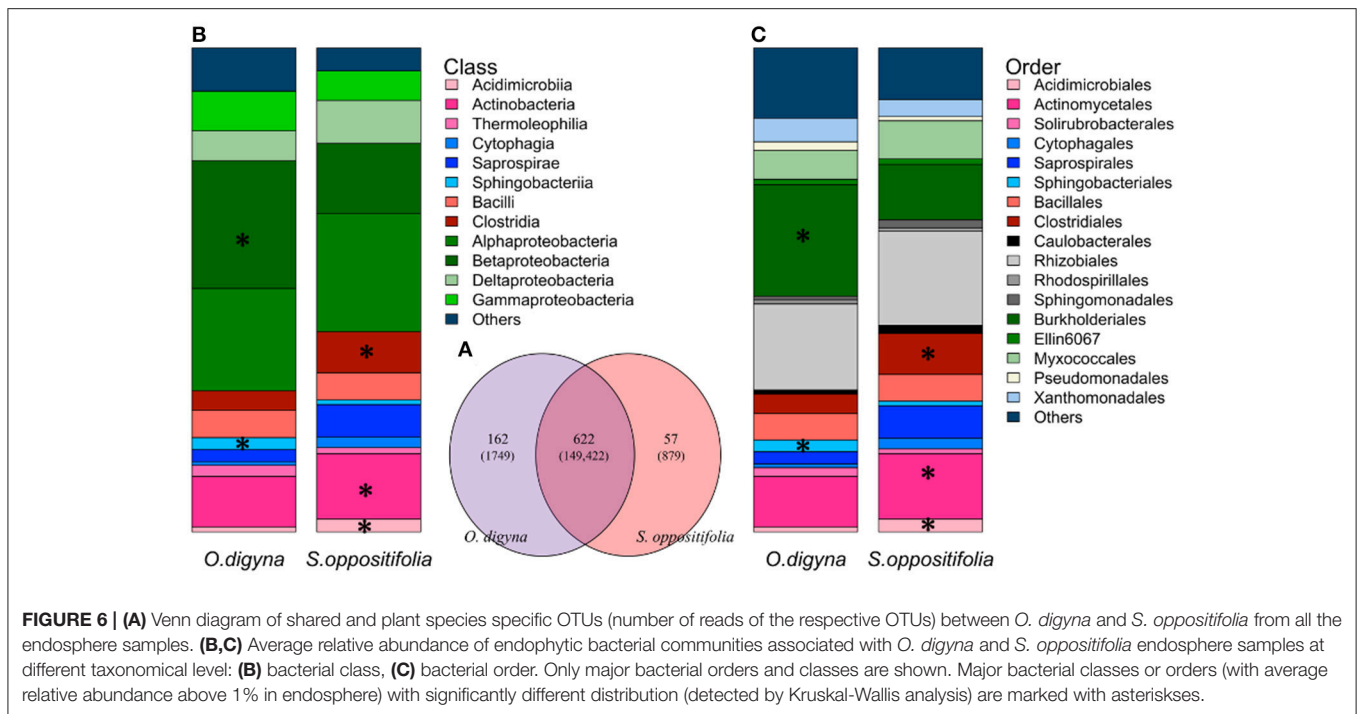 B
Class
Acidimicrobiia
Actinobacteria
Thermoleophilia
Cytophagia
Saprospirae
Sphingobacteriia
Bacilli
Clostridia
Alphaproteobacteria
Betaproteobacteria
Deltaproteobacteria
Gammaproteobacteria
Others
*
*
*
*
*
O.digyna
S.oppositifolia
A
162
(1749)
622
(149,422)
57
(879)
O. digyna
S. oppositifolia
C
Order
Acidimicrobiales
Actinomycetales
Solirubrobacterales
Cytophagales
Saprospirales
Sphingobacteriales
Bacillales
Clostridiales
Caulobacterales
Rhizobiales
Rhodospirillales
Sphingomonadales
Burkholderiales
Ellin6067
Myxococcales
Pseudomonadales
Xanthomonadales
Others
*
*
*
*
*
O.digyna
S.oppositifolia
FIGURE 6 | (A) Venn diagram of shared and plant species specific OTUs (number of reads of the respective OTUs) between O. digyna and S. oppositifolia from all the
endosphere samples. (B,C) Average relative abundance of endophytic bacterial communities associated with O. digyna and S. oppositifolia endosphere samples at
different taxonomical level: (B) bacterial class, (C) bacterial order. Only major bacterial orders and classes are shown. Major bacterial classes or orders (with average
relative abundance above 1% in endosphere) with significantly different distribution (detected by Kruskal-Wallis analysis) are marked with asteriskses.